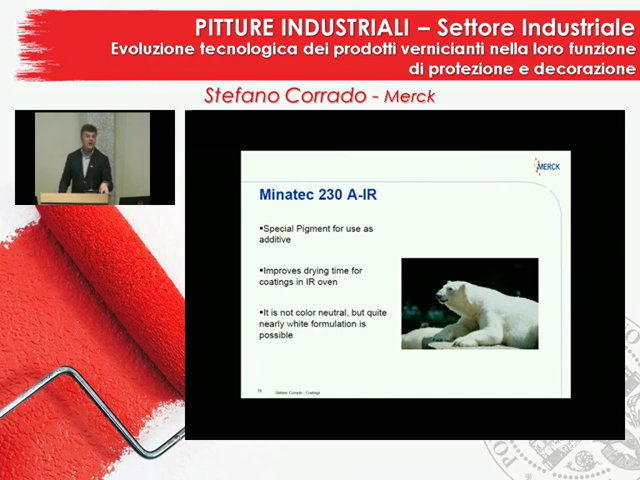 PITTURE INDUSTRIALI – Settore Industriale
Evoluzione tecnologica dei prodotti vernicianti nella loro funzione
di protezione e decorazione
Stefano Corrado - Merck
MERCK
Minatec 230 A-IR
▪Special Pigment for use as
additive
▪Improves drying time for
coatings in IR oven
▪It is not color neutral, but quite
nearly white formulation is
possible
Stefano Corrado - Coatings